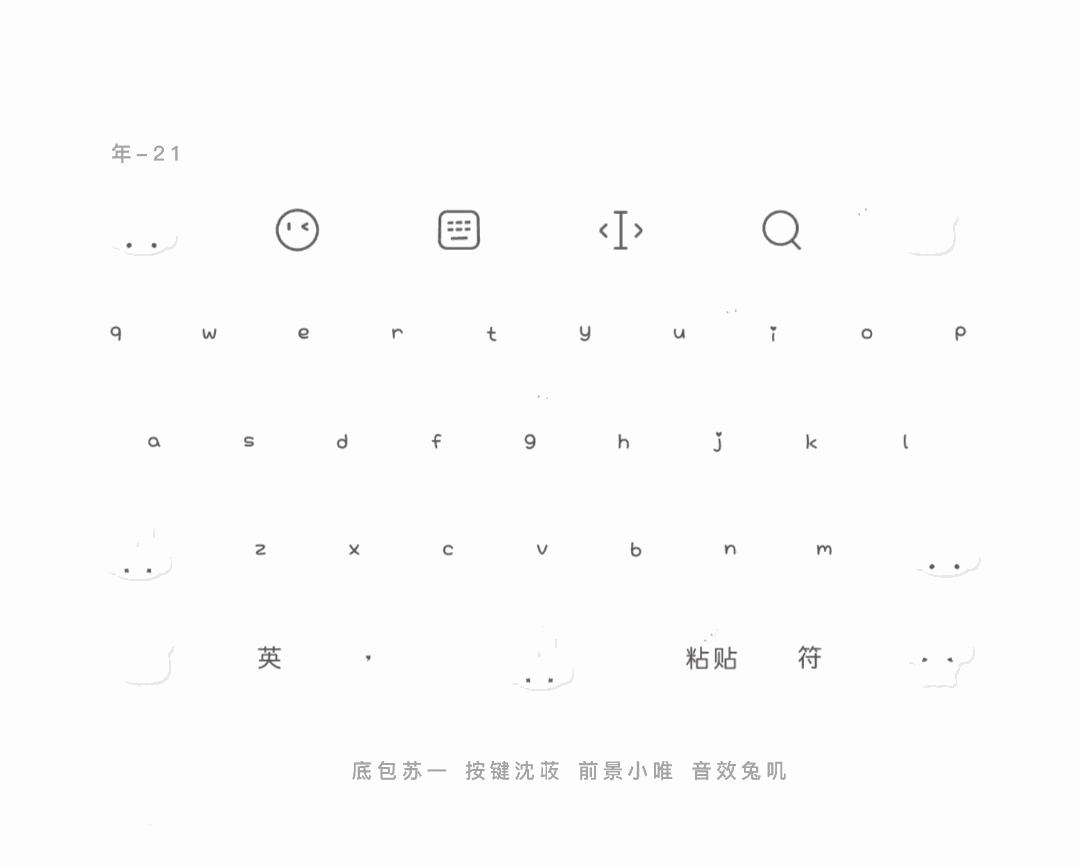 年-21
q w e r t y u i o p
a s d f g h j k l
z x c v b n m
英 粘贴 符
底包苏一 按键沈荍 前景小唯 音效兔叽